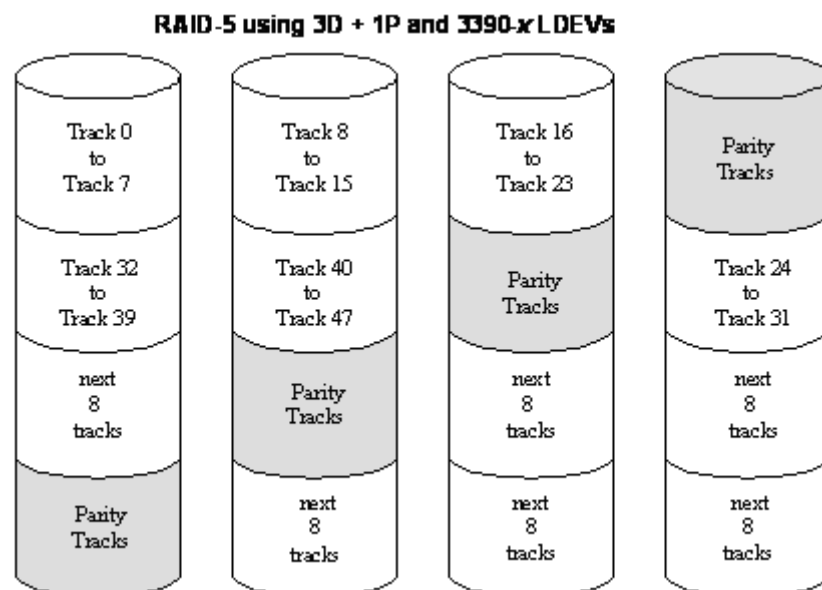 RAID-5 using 3D + 1P and 3390-x LDEVs
Track 0
to
Track 7
Track 8
to
Track 15
Track 16
to
Track 23
Parity
Tracks
Track 32
to
Track 39
Track 40
to
Track 47
Parity
Tracks
Track 24
to
Track 31
next
8
tracks
Parity
Tracks
next
8
tracks
next
8
tracks
Parity
Tracks
next
8
tracks
next
8
tracks
next
8
tracks